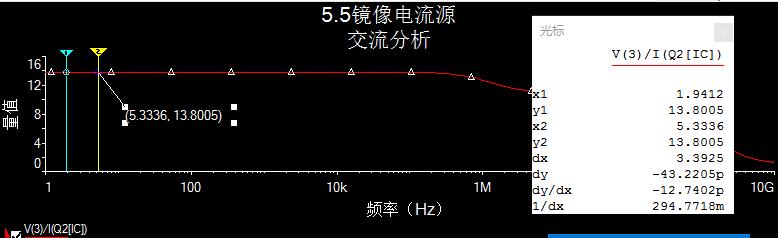 5.5镜像电流源
交流分析
光标
V(3)/I(Q2[IC])
1
2
16
12
8
4
0
量值
(5.3336, 13.8005)
x1 1.9412
y1 13.8005
x2 5.3336
y2 13.8005
dx 3.3925
dy -43.2205p
dy/dx -12.7402p
1/dx 294.7718m
1 100 10k 1M 10G
频率（Hz）
V(3)/I(Q2[IC])